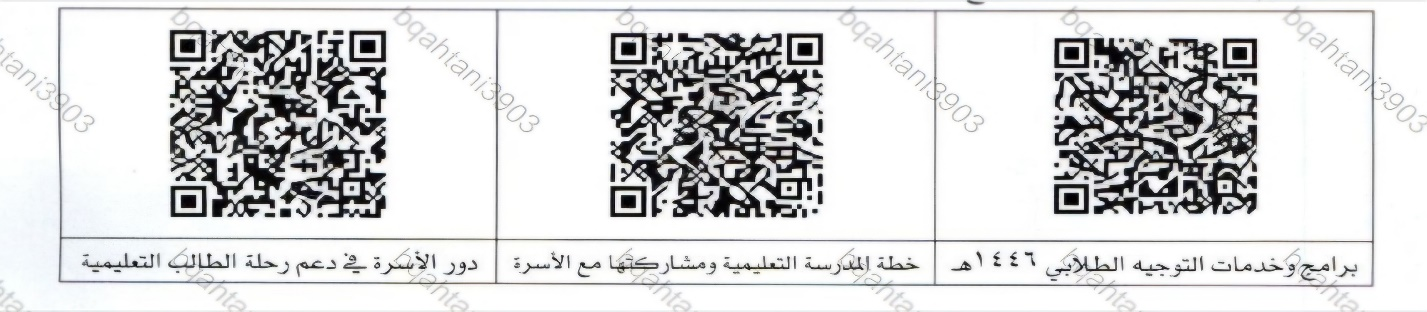 برامج وخدمات التوجيه الطلابي ١٤٤٦هـ
خطة المدرسة التعليمية ومشاركتها مع الأسرة
دور الأسرة في دعم رحلة الطالب التعليمية
bqahtani3903